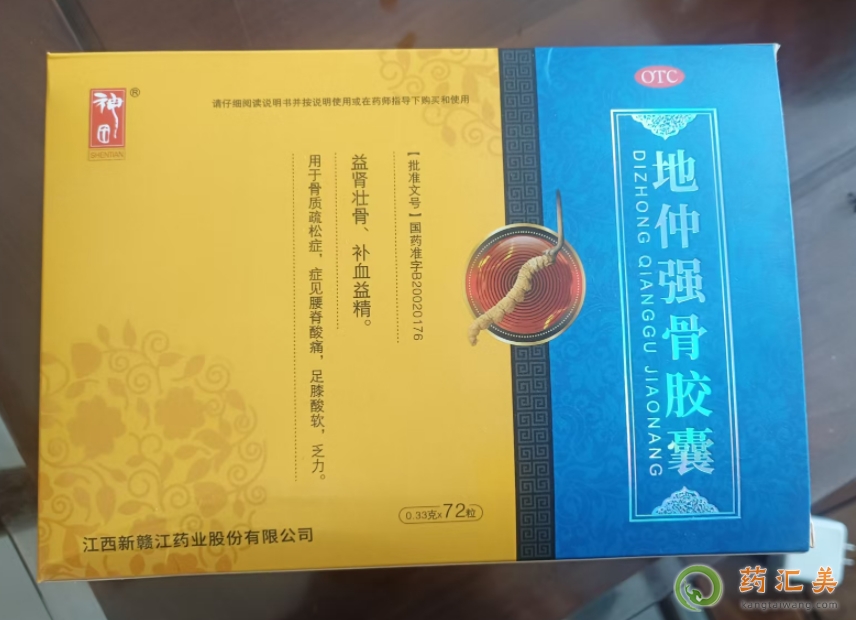 神
SHENSAN
®
请仔细阅读说明书并按说明使用或在药师指导下购买和使用
OTC
地仲强骨胶囊
DIZHONG QIANGGU JIAONANG
【批准文号】国药准字B20020176
益肾壮骨、补血益精。
用于骨质疏松症，症见腰脊酸痛，足膝酸软，乏力。
0.33克×72粒
江西新赣江药业股份有限公司
药汇美
kangtaiwang.com